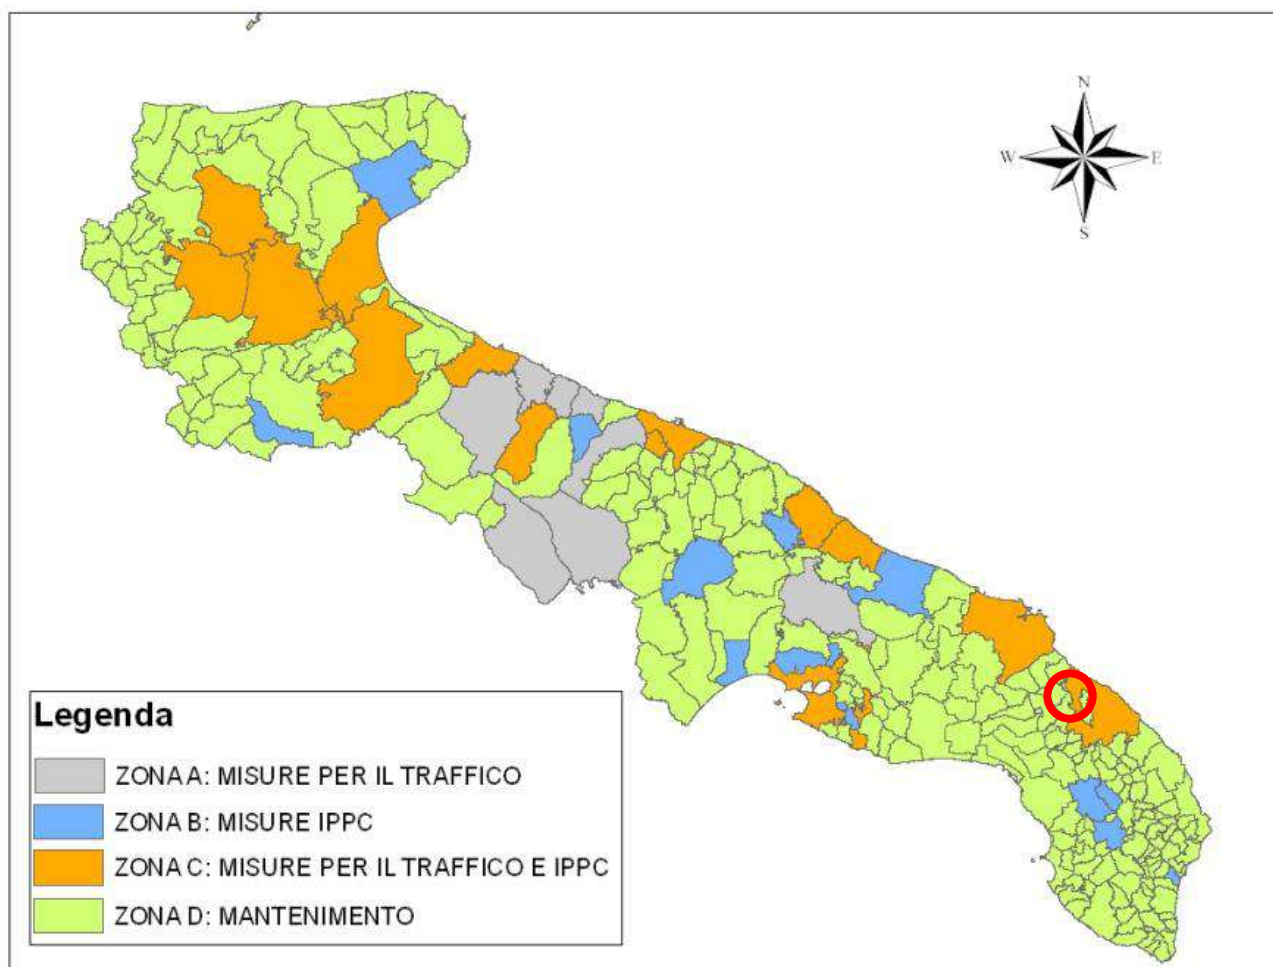 N
W
E
S
Legenda
ZONA A: MISURE PER IL TRAFFICO
ZONA B: MISURE IPPC
ZONA C: MISURE PER IL TRAFFICO E IPPC
ZONA D: MANTENIMENTO